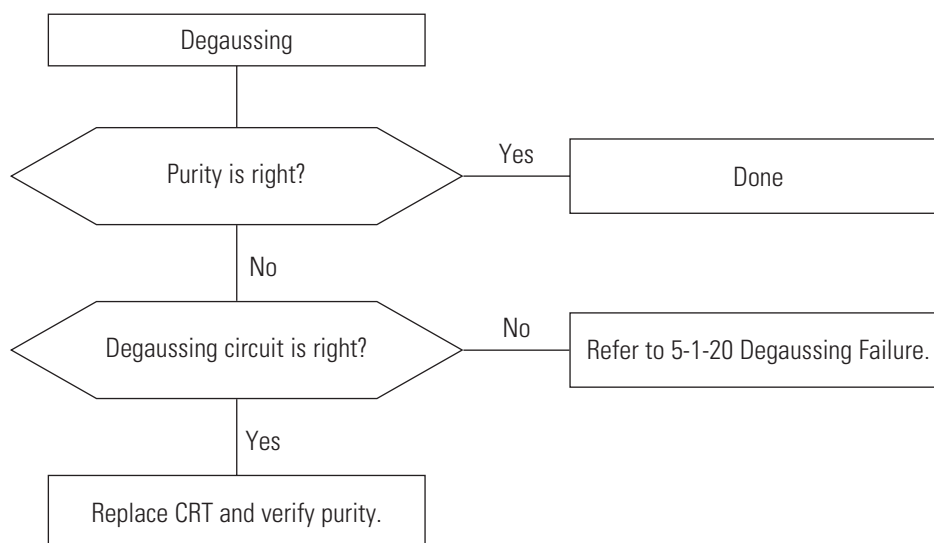 Degaussing
Purity is right?
Yes
Done
No
Degaussing circuit is right?
No
Refer to 5-1-20 Degaussing Failure.
Yes
Replace CRT and verify purity.